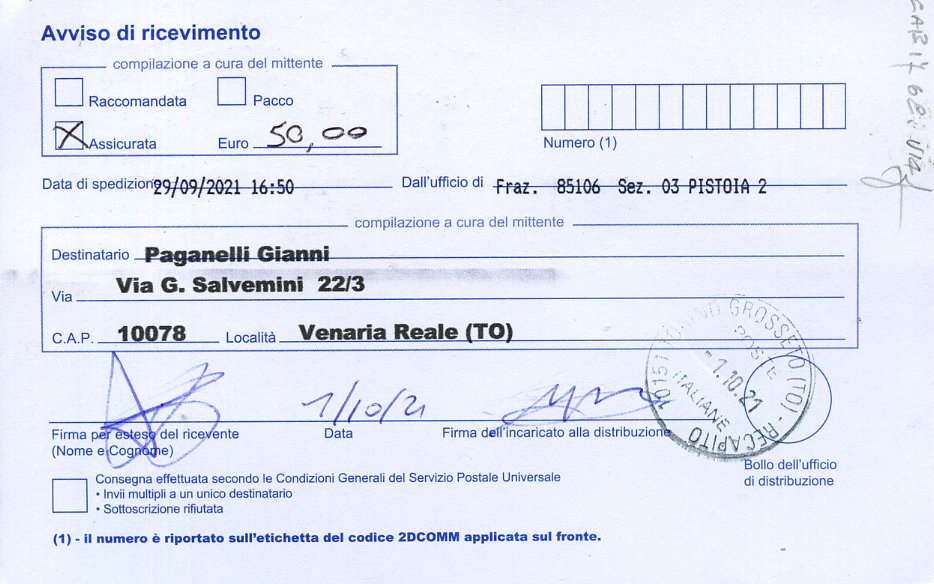 Avviso di ricevimento
compilazione a cura del mittente
Raccomandata Pacco
X Assicurata Euro 50,00
Numero (1)
Data di spedizione 29/09/2021 16:50 Dall'ufficio di Fraz. 85106 Sez. 03 PISTOIA 2
compilazione a cura del mittente
Destinatario Paganelli Gianni
Via Via G. Salvemini 22/3
C.A.P. 10078 Località Venaria Reale (TO)
1/10/21
Firma per esteso del ricevente Data Firma dell'incaricato alla distribuzione
(Nome e Cognome)
Bollo dell'ufficio
di distribuzione
10151 TORINO GROSSETO (TO) - RECAPITO
POSTE
-1.10.21
ITALIANE
Consegna effettuata secondo le Condizioni Generali del Servizio Postale Universale
• Invii multipli a un unico destinatario
• Sottoscrizione rifiutata
(1) - il numero è riportato sull'etichetta del codice 2DCOMM applicata sul fronte.